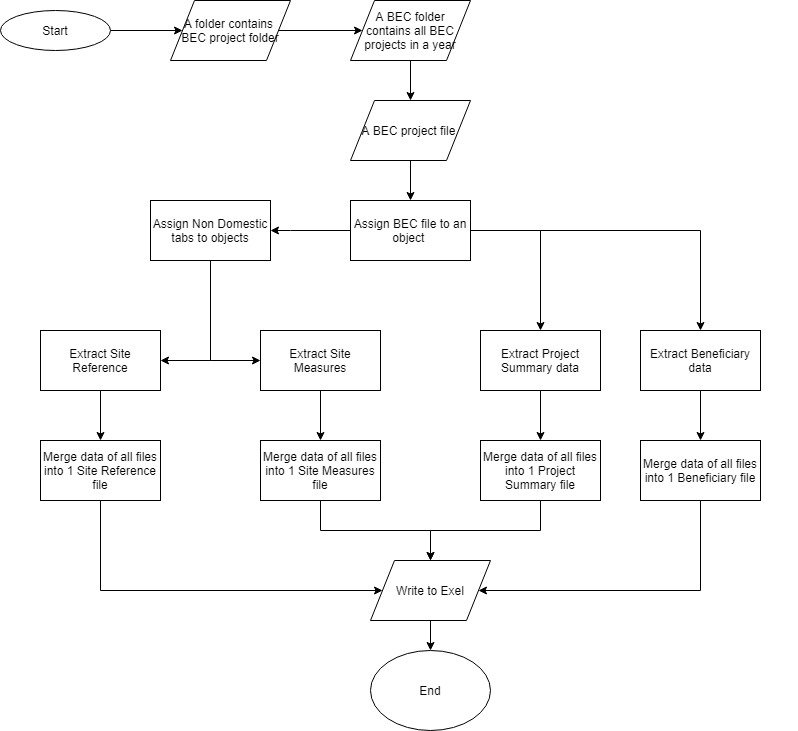 Start
A folder contains
BEC project folder
A BEC folder
contains all BEC
projects in a year
A BEC project file
Assign Non Domestic
tabs to objects
Assign BEC file to an
object
Extract Site
Reference
Extract Site
Measures
Extract Project
Summary data
Extract Beneficiary
data
Merge data of all files
into 1 Site Reference
file
Merge data of all files
into 1 Site Measures
file
Merge data of all files
into 1 Project
Summary file
Merge data of all files
into 1 Beneficiary file
Write to Exel
End